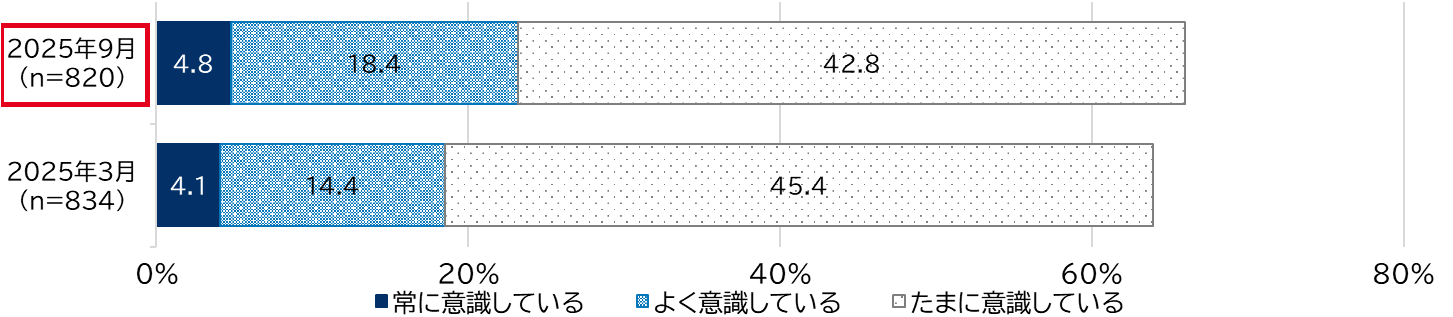 2025年9月
（n=820）
4.8
18.4
42.8
2025年3月
（n=834）
4.1
14.4
45.4
0%
20%
40%
60%
80%
常に意識している
よく意識している
たまに意識している